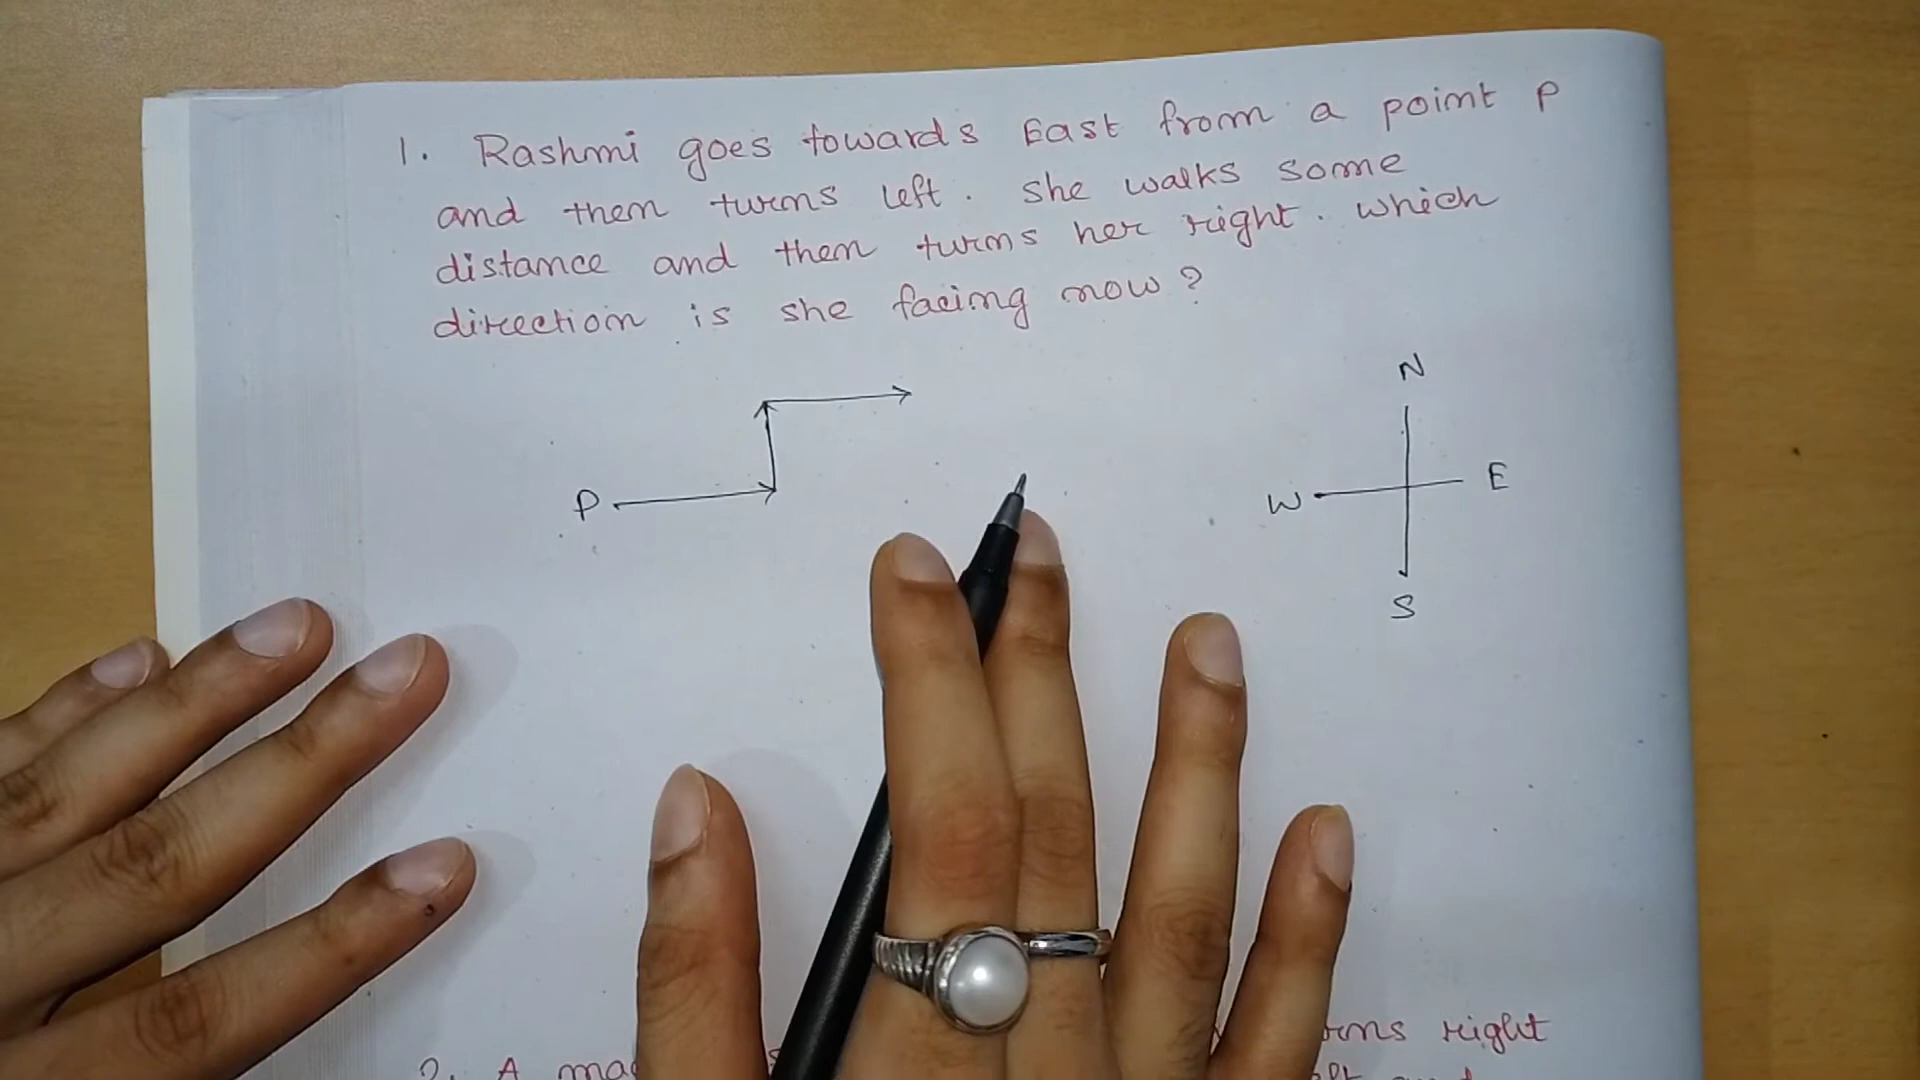 1. Rashmi goes towards East from a point P
and then turns left. She walks some
distance and then turns her right. Which
direction is she facing now?
N
P
W E
S
right
2. A